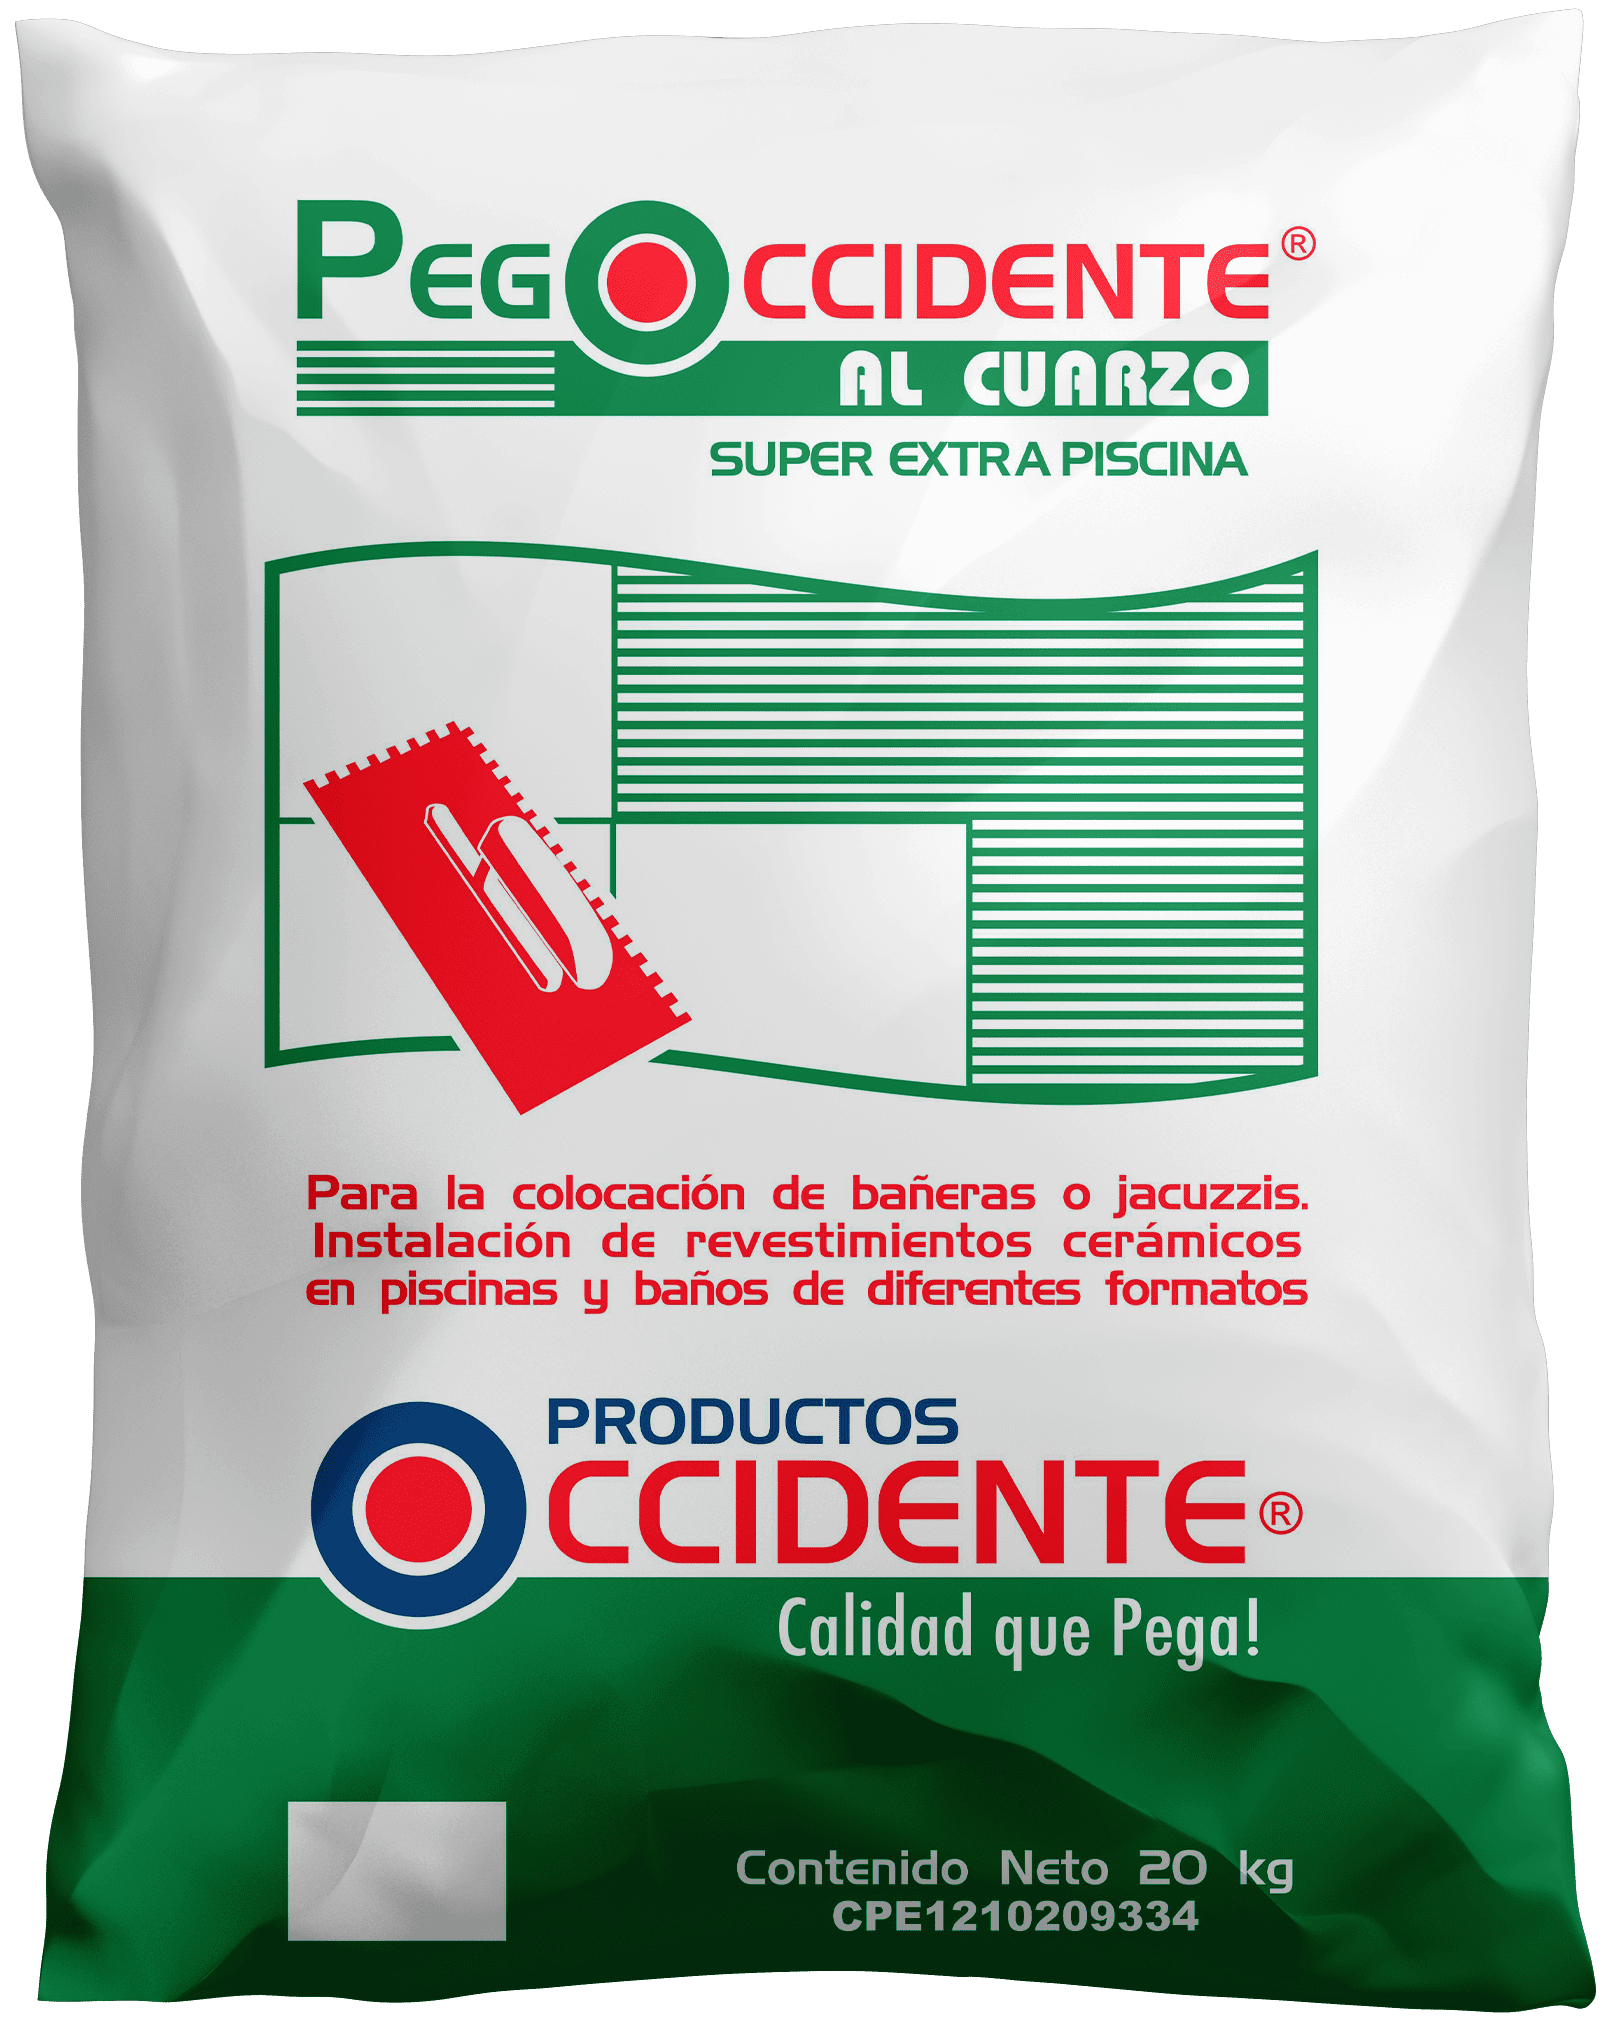 PEGOCCIDENTE®
AL CUARZO
SUPER EXTRA PISCINA
Para la colocación de bañeras o jacuzzis.
Instalación de revestimientos cerámicos
en piscinas y baños de diferentes formatos
PRODUCTOS
OCCIDENTE®
Calidad que Pega!
Contenido Neto 20 kg
CPE1210209334